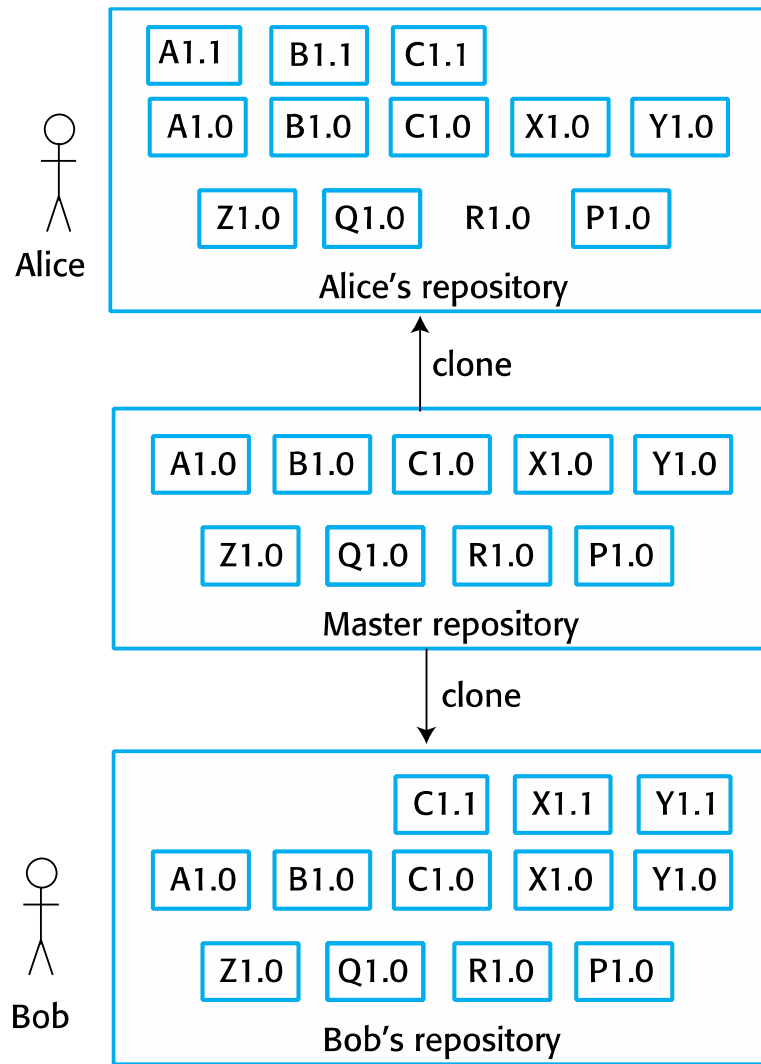 A1.1 B1.1 C1.1
A1.0 B1.0 C1.0 X1.0 Y1.0
Z1.0 Q1.0 R1.0 P1.0
Alice
Alice's repository
clone
A1.0 B1.0 C1.0 X1.0 Y1.0
Z1.0 Q1.0 R1.0 P1.0
Master repository
clone
C1.1 X1.1 Y1.1
A1.0 B1.0 C1.0 X1.0 Y1.0
Z1.0 Q1.0 R1.0 P1.0
Bob
Bob's repository